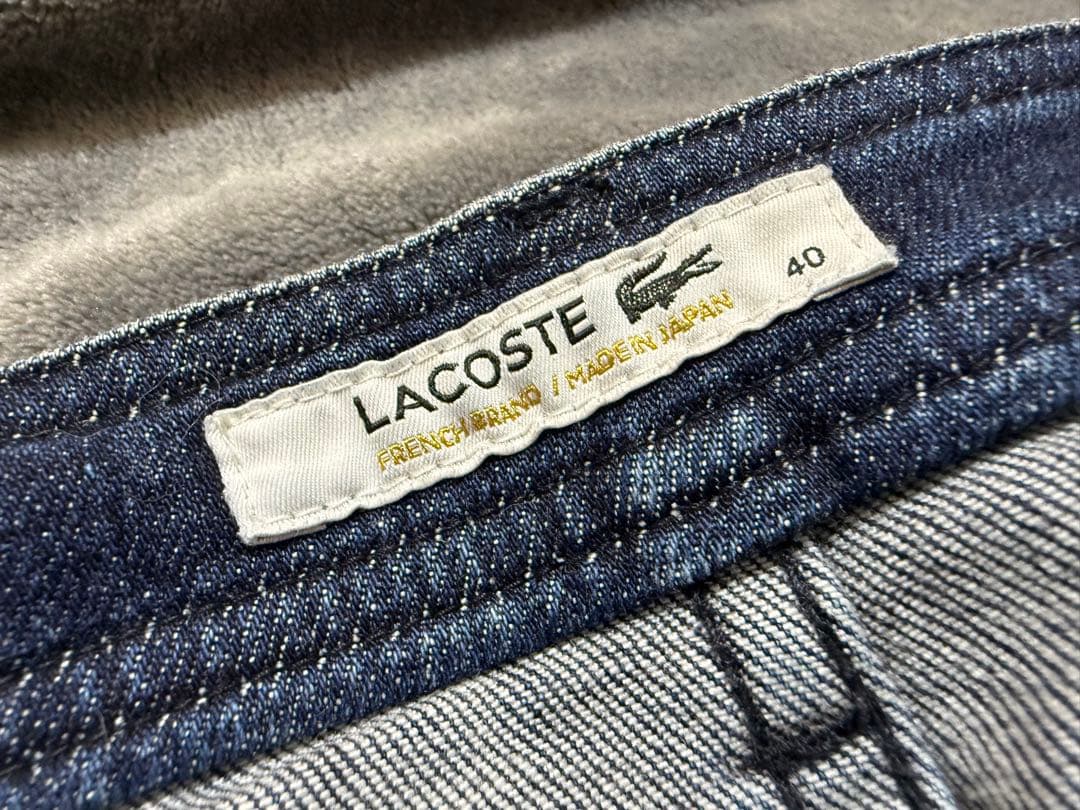 LACOSTE
FRENCH BRAND / MADE IN JAPAN
40